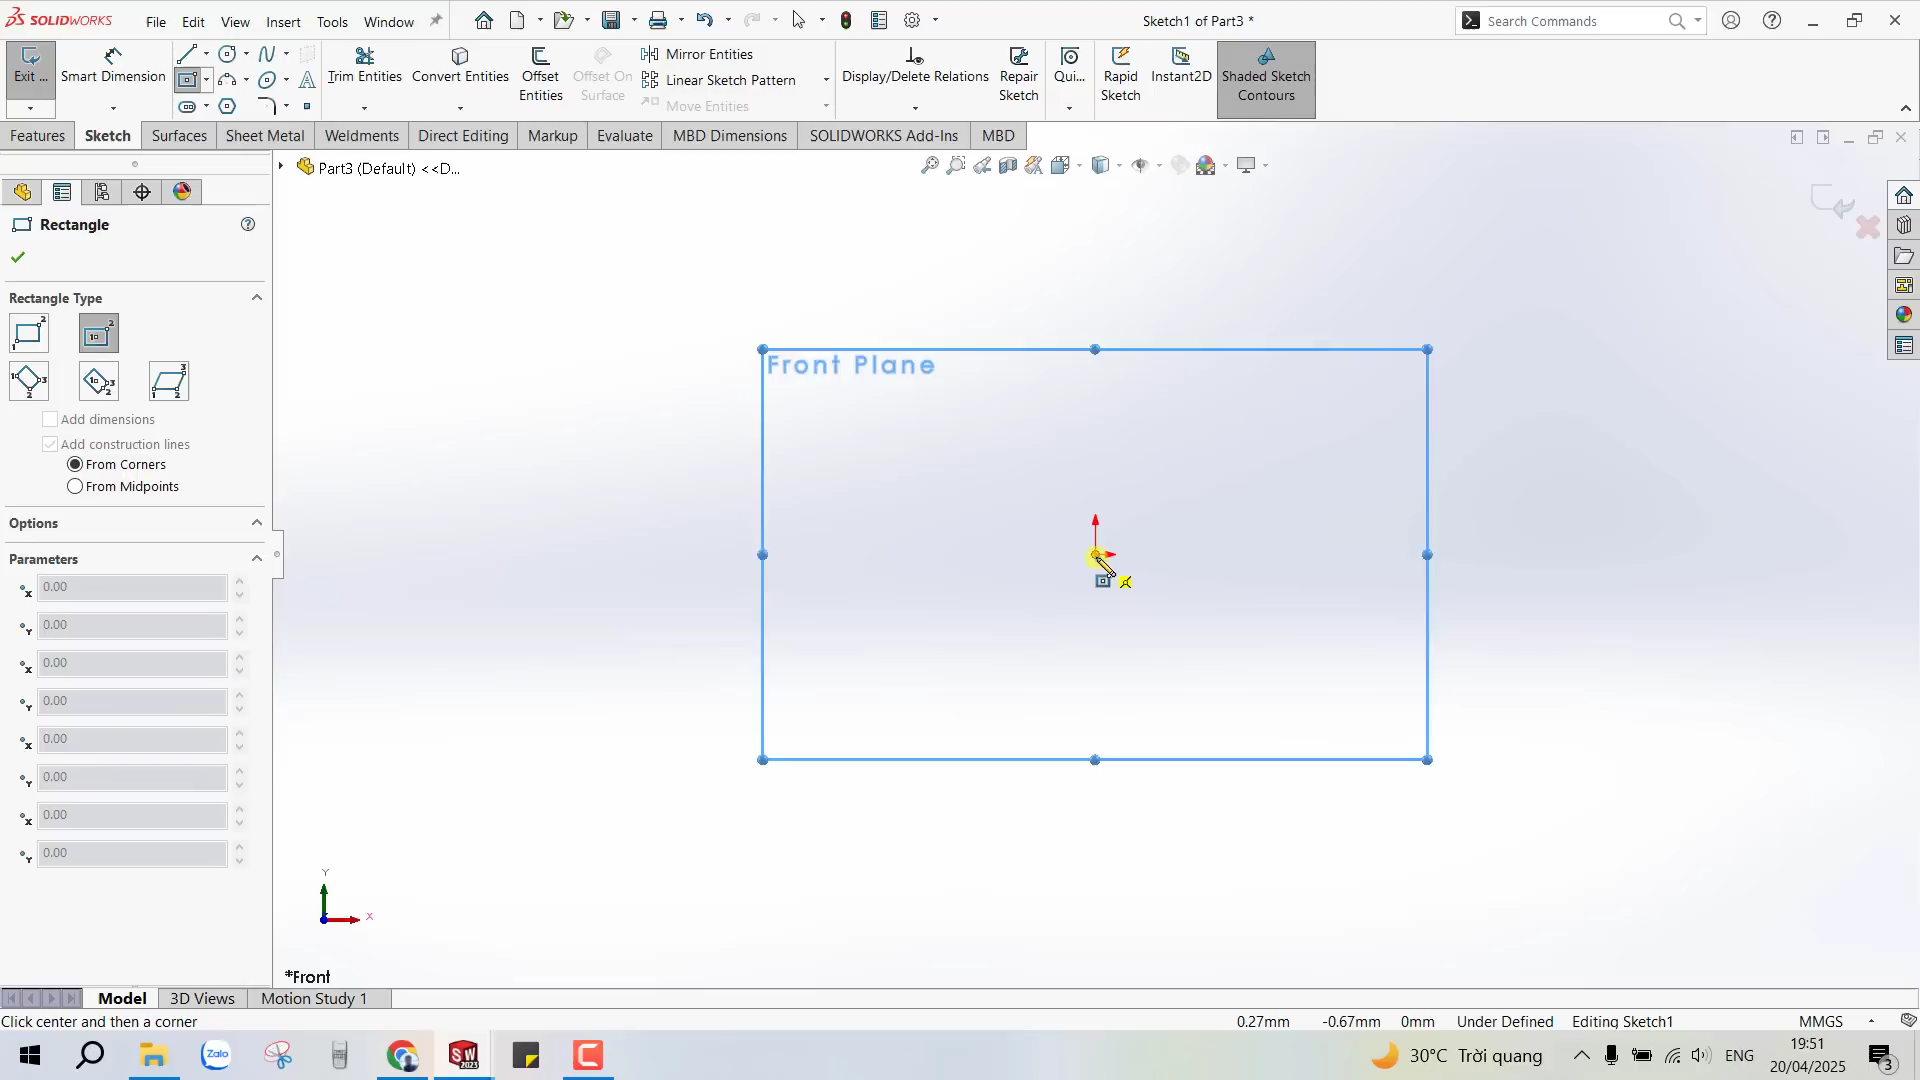 SOLIDWORKS File Edit View Insert Tools Window Sketch1 of Part3 * Search Commands
Exit ... Smart Dimension Trim Entities Convert Entities Offset Entities Offset On Surface Mirror Entities Linear Sketch Pattern Move Entities Display/Delete Relations Repair Sketch Qui... Rapid Sketch Instant2D Shaded Sketch Contours
Features Sketch Surfaces Sheet Metal Weldments Direct Editing Markup Evaluate MBD Dimensions SOLIDWORKS Add-Ins MBD
Part3 (Default) <<D...
Rectangle
Rectangle Type
Add dimensions
Add construction lines
From Corners
From Midpoints
Options
Parameters
0.00
0.00
0.00
0.00
0.00
0.00
0.00
0.00
Front Plane
Y
X
*Front
Model 3D Views Motion Study 1
Click center and then a corner 0.27mm -0.67mm 0mm Under Defined Editing Sketch1 MMGS
Zalo SW 2023 30°C Trời quang ENG 19:51
20/04/2025 3